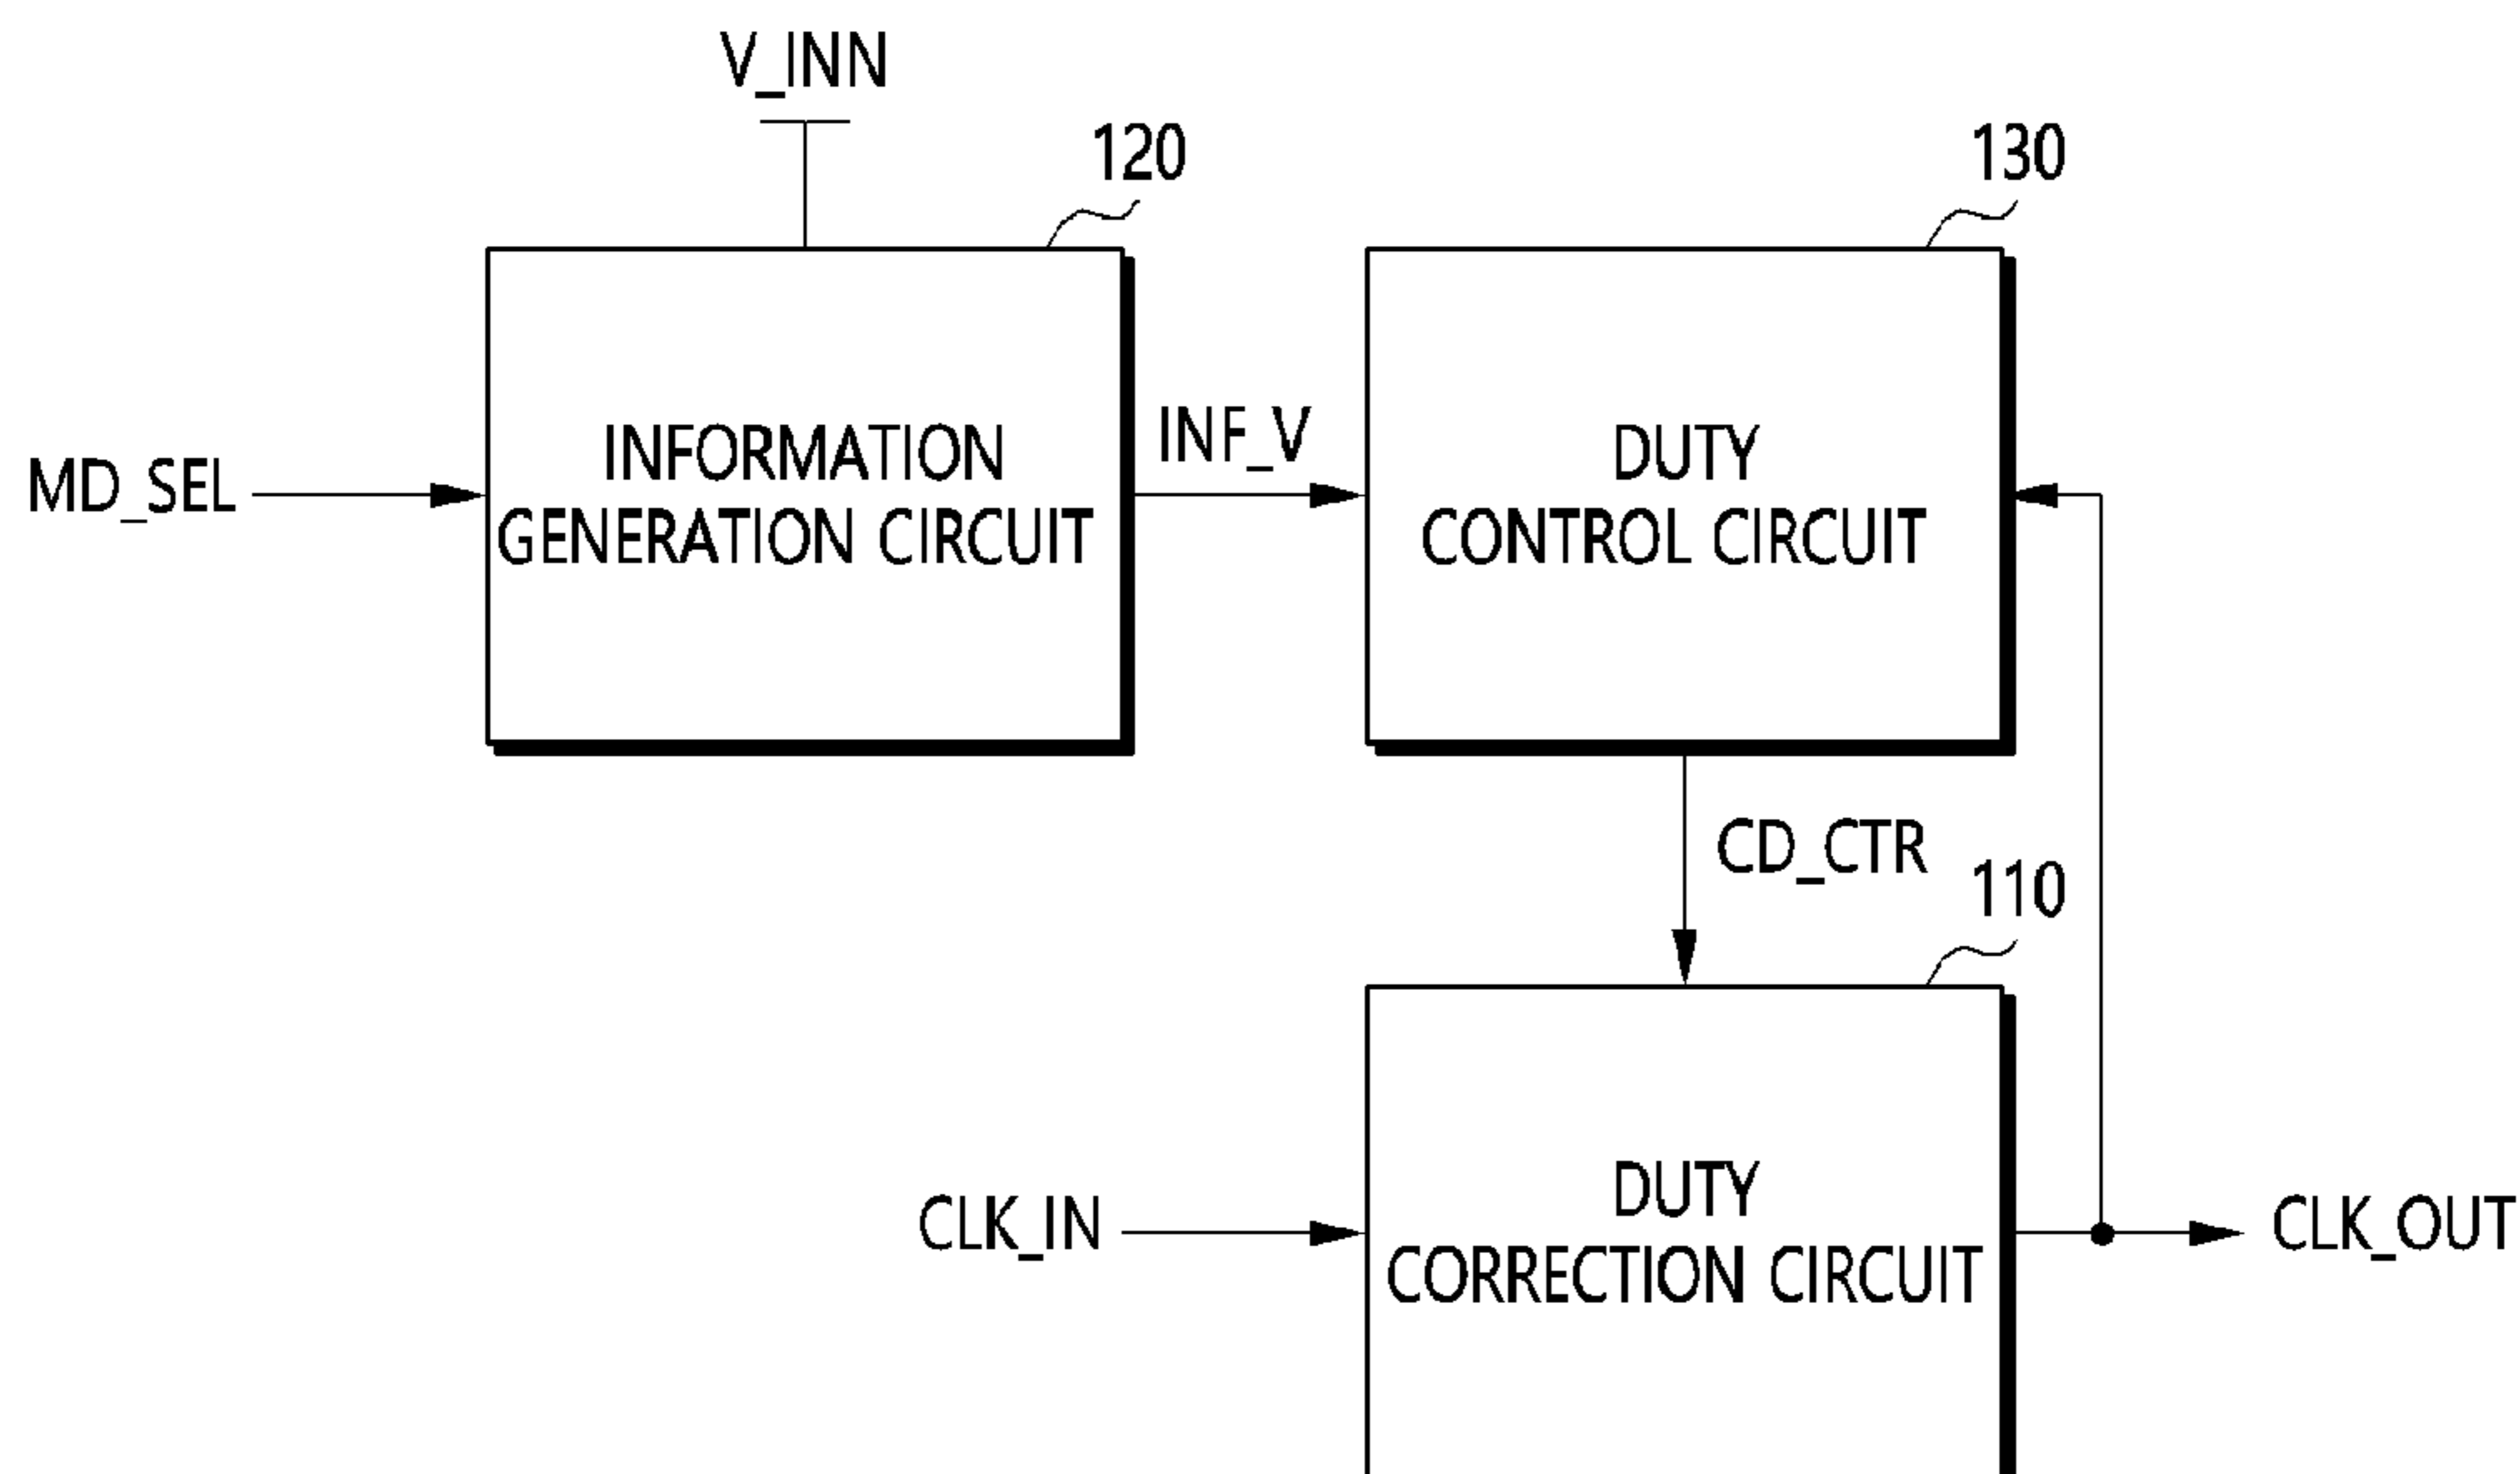 V_INN
120
130
INFORMATION
GENERATION CIRCUIT
MD_SEL
INF_V
DUTY
CONTROL CIRCUIT
CD_CTR
110
CLK_IN
DUTY
CORRECTION CIRCUIT
CLK_OUT